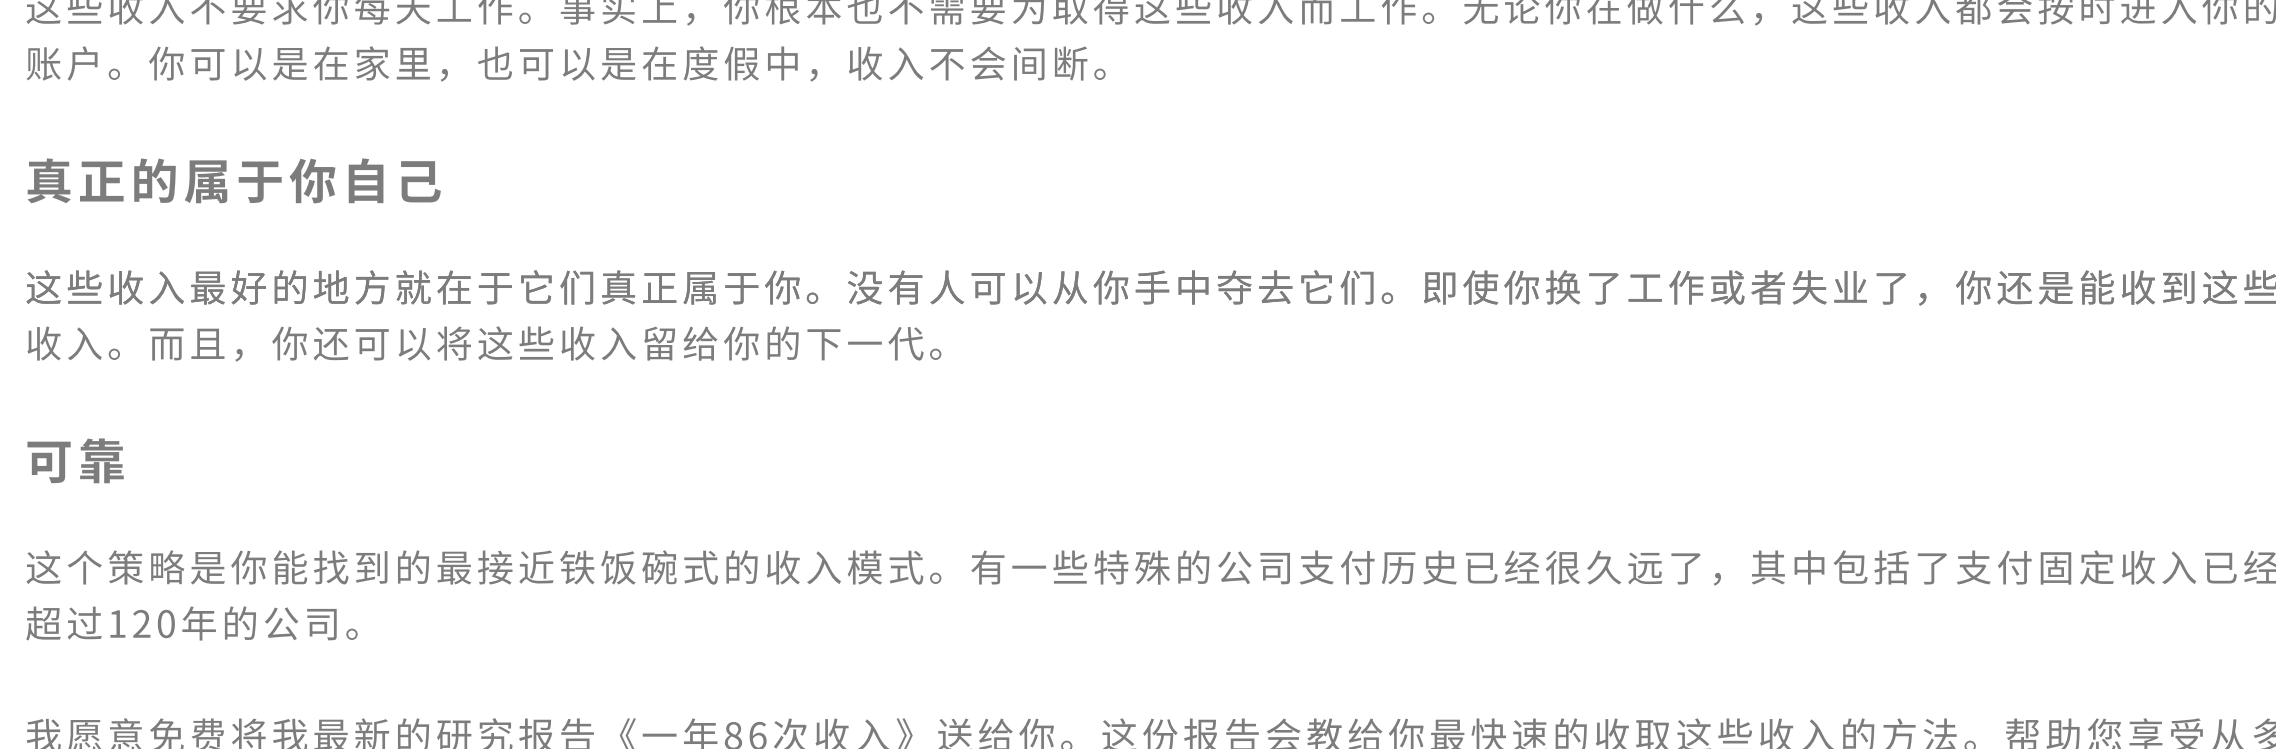 这些收入不要求你每天工作。事实上，你根本也不需要为取得这些收入而工作。无论你在做什么，这些收入都会按时进入你的
账户。你可以是在家里，也可以是在度假中，收入不会间断。
真正的属于你自己
这些收入最好的地方就在于它们真正属于你。没有人可以从你手中夺去它们。即使你换了工作或者失业了，你还是能收到这些
收入。而且，你还可以将这些收入留给你的下一代。
可靠
这个策略是你能找到的最接近铁饭碗式的收入模式。有一些特殊的公司支付历史已经很久远了，其中包括了支付固定收入已经
超过120年的公司。
我愿意免费将我最新的研究报告《一年86次收入》送给你。这份报告会教给你最快速的收取这些收入的方法。帮助您享受从多